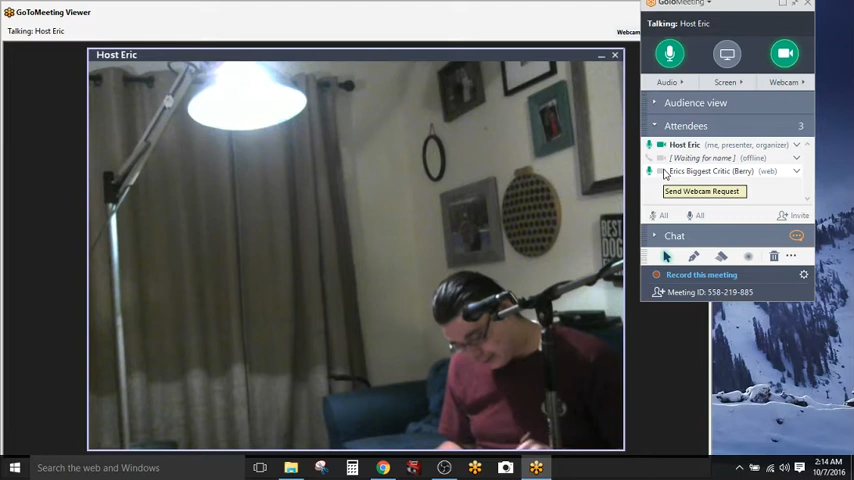 GoToMeeting Viewer
Talking: Host Eric
Webcam
Host Eric
BEST
DOG
GoToMeeting
Talking: Host Eric
Audio
Screen
Webcam
Audience view
Attendees 3
Host Eric (me, presenter, organizer)
[ Waiting for name ] (offline)
Erics Biggest Critic (Berry) (web)
Send Webcam Request
All
All
Invite
Chat
Record this meeting
Meeting ID: 558-219-885
Search the web and Windows
2:14 AM
10/7/2016